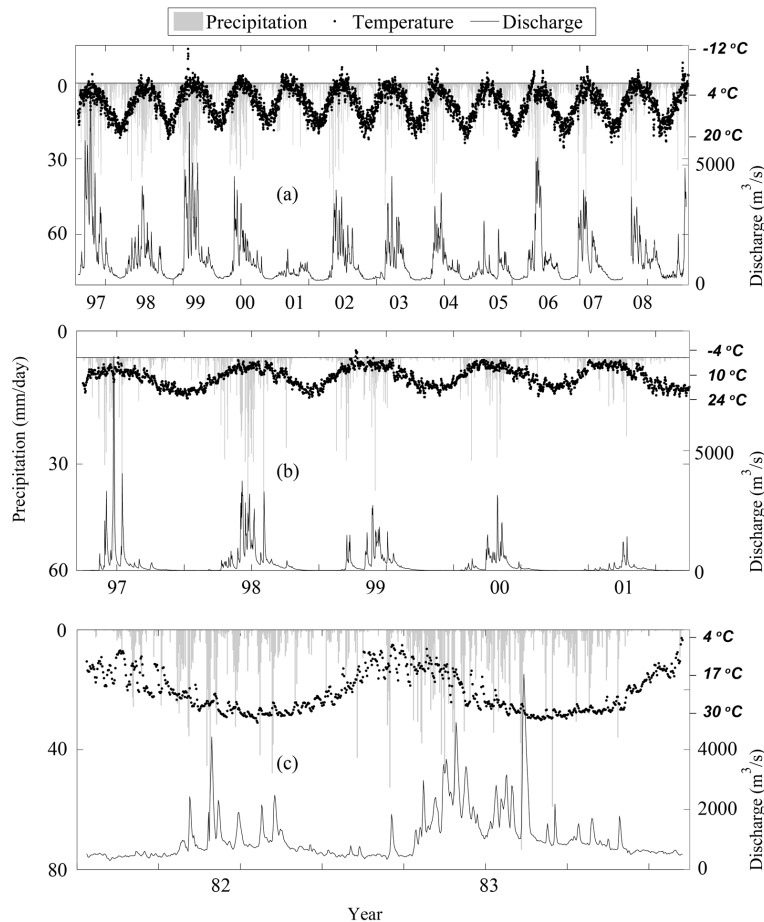 Precipitation Temperature Discharge
-12 °C
0
4 °C
20 °C
30
5000
(a)
60
0
Discharge (m³/s)
97 98 99 00 01 02 03 04 05 06 07 08
0
-4 °C
10 °C
24 °C
Precipitation (mm/day)
30
5000
(b)
60
0
Discharge (m³/s)
97 98 99 00 01
0
4 °C
17 °C
20
30 °C
40
4000
(c)
60
2000
80
0
Discharge (m³/s)
82 83
Year